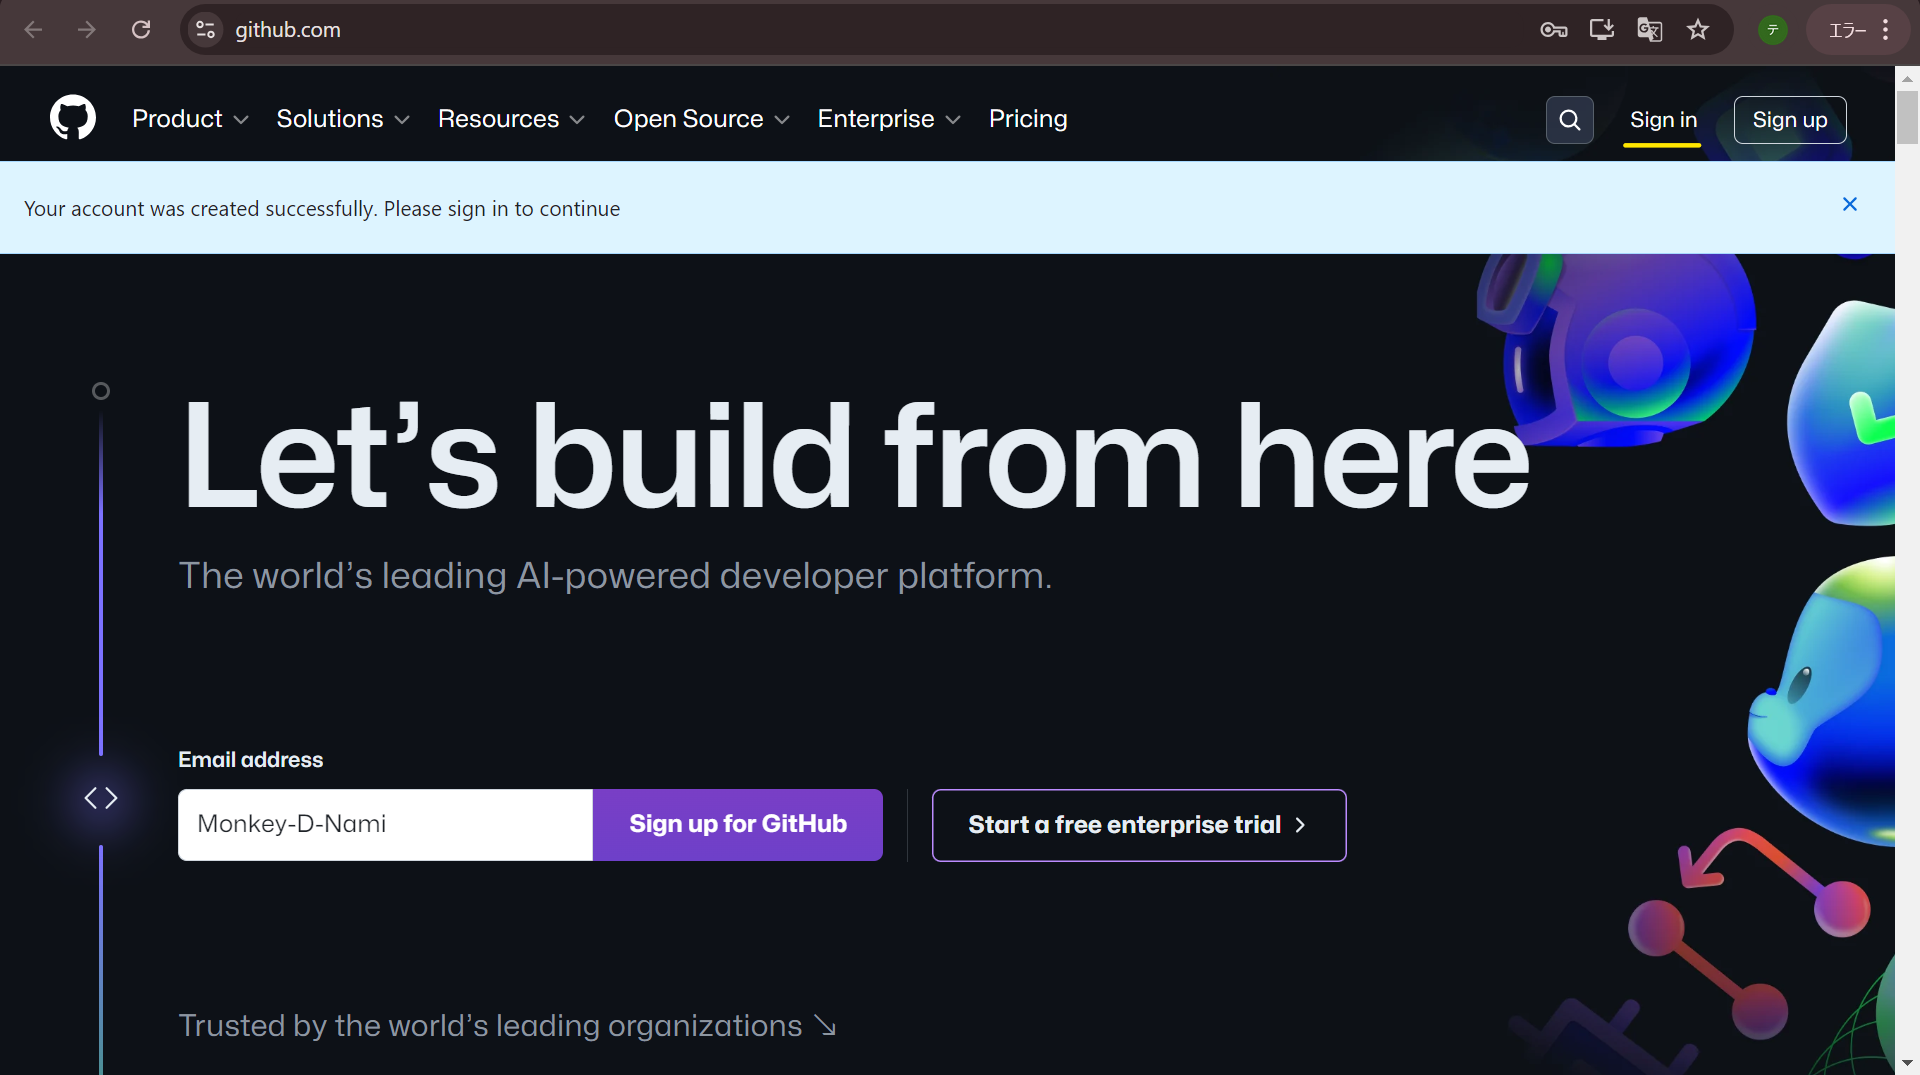 github.com
テ
エラー
Product
Solutions
Resources
Open Source
Enterprise
Pricing
Sign in
Sign up
Your account was created successfully. Please sign in to continue
Let’s build from here
The world’s leading AI-powered developer platform.
Email address
Monkey-D-Nami
Sign up for GitHub
Start a free enterprise trial
Trusted by the world’s leading organizations ↘